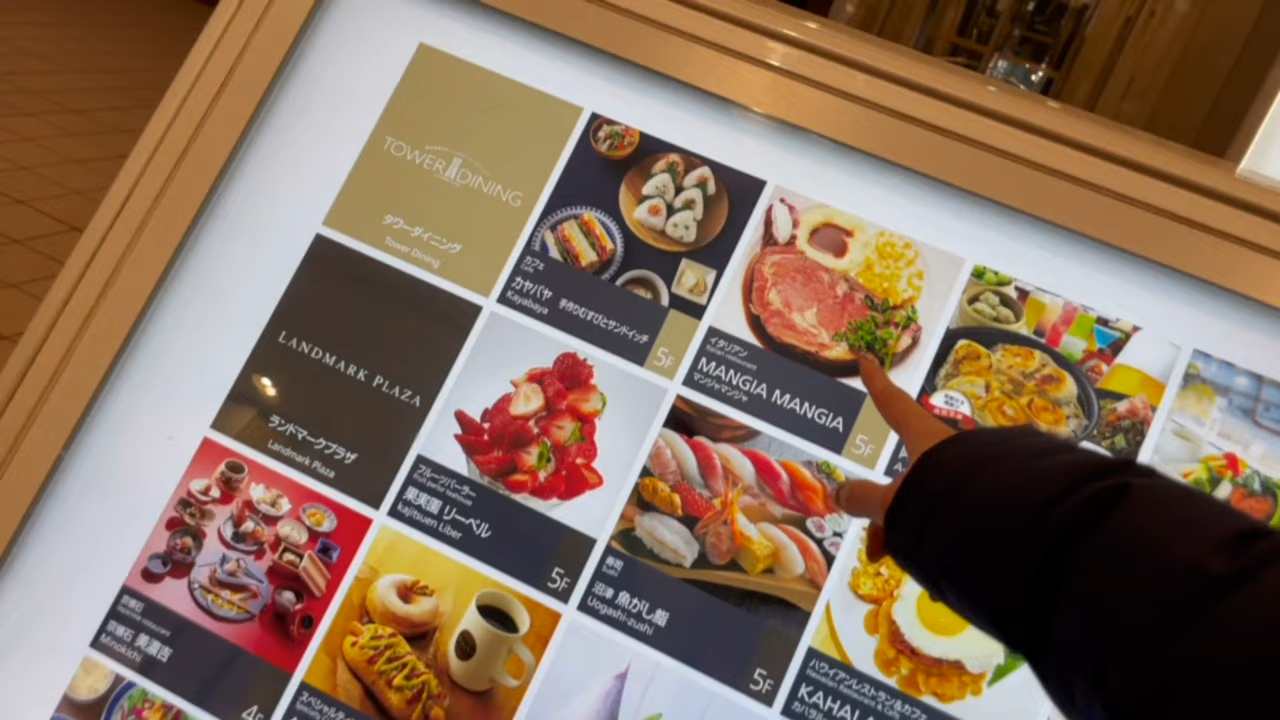 TOWER DINING
タワーダイニング
Tower Dining
カフェ
Cafe
カヤバヤ 手作りむすびとサンドイッチ
Kayabaya
5F
イタリアン
Italian restaurant
MANGIA MANGIA
マンジャマンジャ
5F
LANDMARK PLAZA
ランドマークプラザ
Landmark Plaza
フルーツパーラー
fruit parlor teahouse
果実園 リーベル
kajitsuen Liber
5F
寿司
Sushi
沼津 魚がし鮨
Uogashi-zushi
5F
京懐石
京懐石 美濃吉
Minokichi
4F
ハワイアンレストラン&カフェ
Hawaiian Restaurant & Cafe
KAHALA